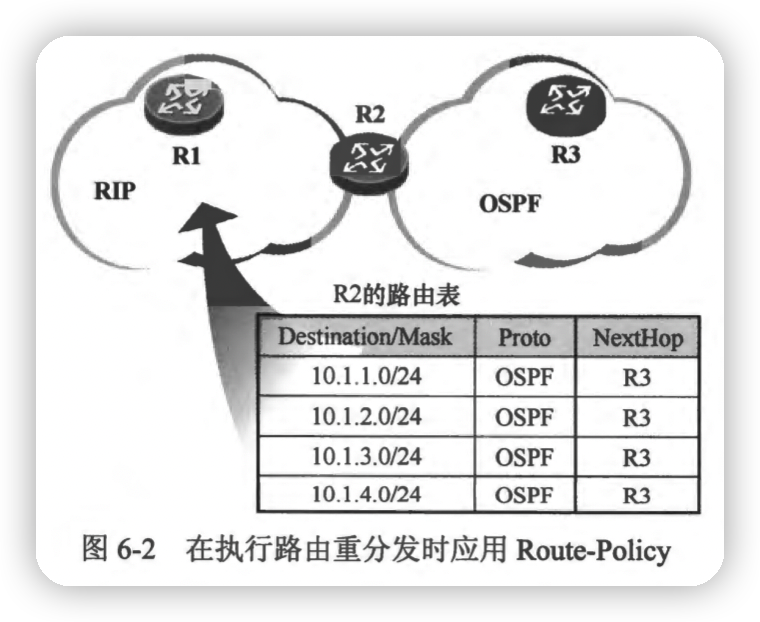 R1
R2
R3
RIP
OSPF
R2的路由表
Destination/Mask Proto NextHop
10.1.1.0/24 OSPF R3
10.1.2.0/24 OSPF R3
10.1.3.0/24 OSPF R3
10.1.4.0/24 OSPF R3
图 6-2 在执行路由重分发时应用 Route-Policy